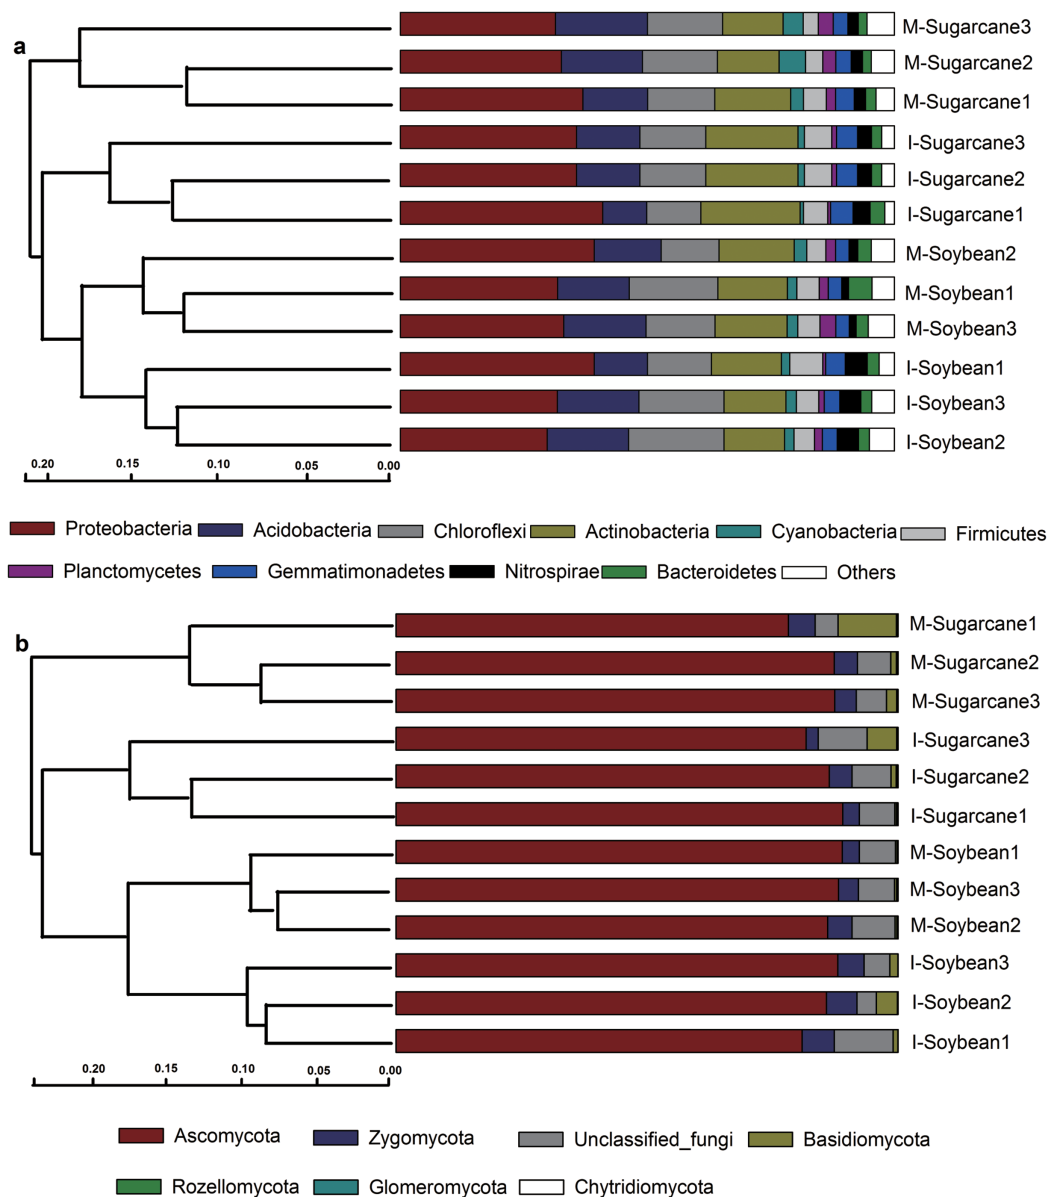 a
M-Sugarcane3
M-Sugarcane2
M-Sugarcane1
I-Sugarcane3
I-Sugarcane2
I-Sugarcane1
M-Soybean2
M-Soybean1
M-Soybean3
I-Soybean1
I-Soybean3
I-Soybean2
0.20 0.15 0.10 0.05 0.00
Proteobacteria Acidobacteria Chloroflexi Actinobacteria Cyanobacteria Firmicutes
Planctomycetes Gemmatimonadetes Nitrospirae Bacteroidetes Others
b
M-Sugarcane1
M-Sugarcane2
M-Sugarcane3
I-Sugarcane3
I-Sugarcane2
I-Sugarcane1
M-Soybean1
M-Soybean3
M-Soybean2
I-Soybean3
I-Soybean2
I-Soybean1
0.20 0.15 0.10 0.05 0.00
Ascomycota Zygomycota Unclassified_fungi Basidiomycota
Rozellomycota Glomeromycota Chytridiomycota